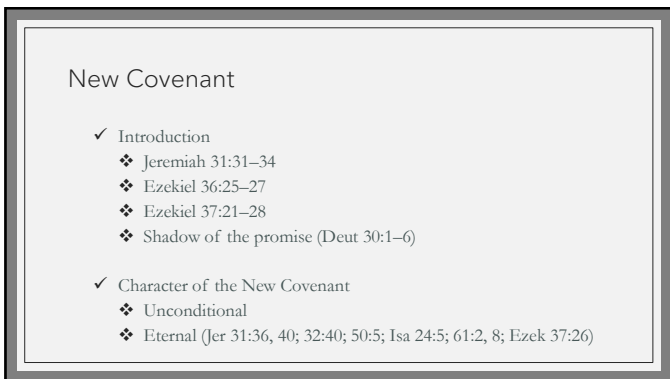 New Covenant
✓ Introduction
❖ Jeremiah 31:31–34
❖ Ezekiel 36:25–27
❖ Ezekiel 37:21–28
❖ Shadow of the promise (Deut 30:1–6)
✓ Character of the New Covenant
❖ Unconditional
❖ Eternal (Jer 31:36, 40; 32:40; 50:5; Isa 24:5; 61:2, 8; Ezek 37:26)